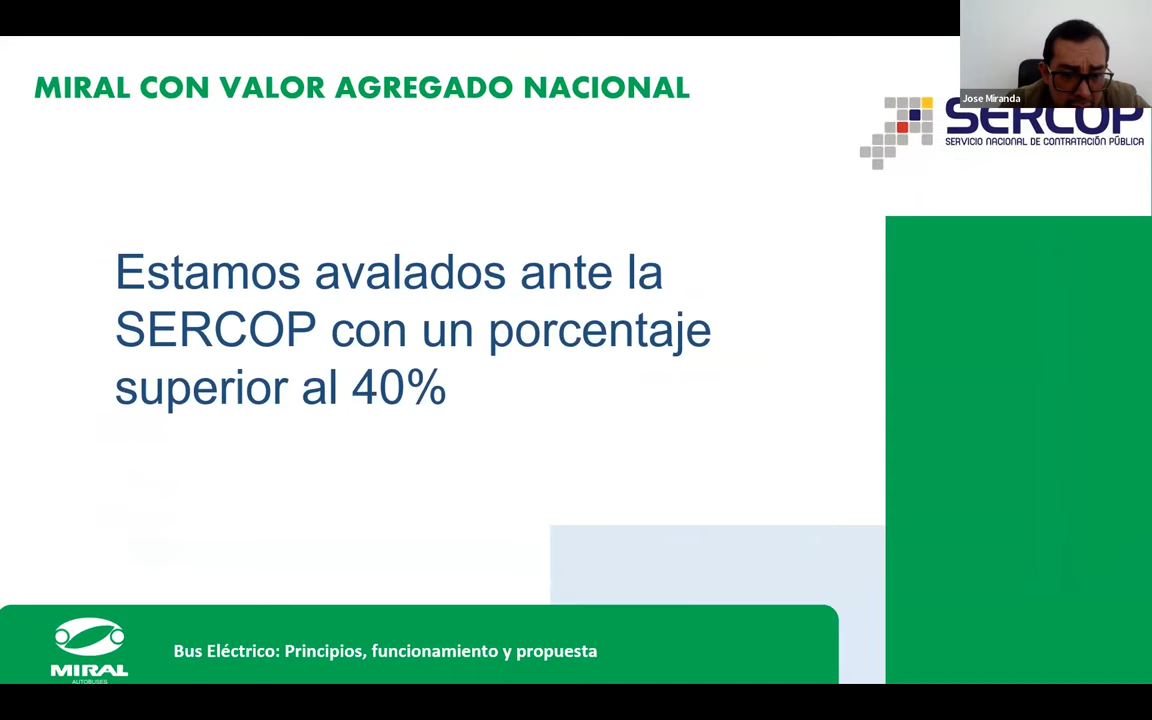 MIRAL CON VALOR AGREGADO NACIONAL
Jose Miranda
SERCOP
SERVICIO NACIONAL DE CONTRATACIÓN PÚBLICA
Estamos avalados ante la
SERCOP con un porcentaje
superior al 40%
MIRAL
AUTOBUSES
Bus Eléctrico: Principios, funcionamiento y propuesta